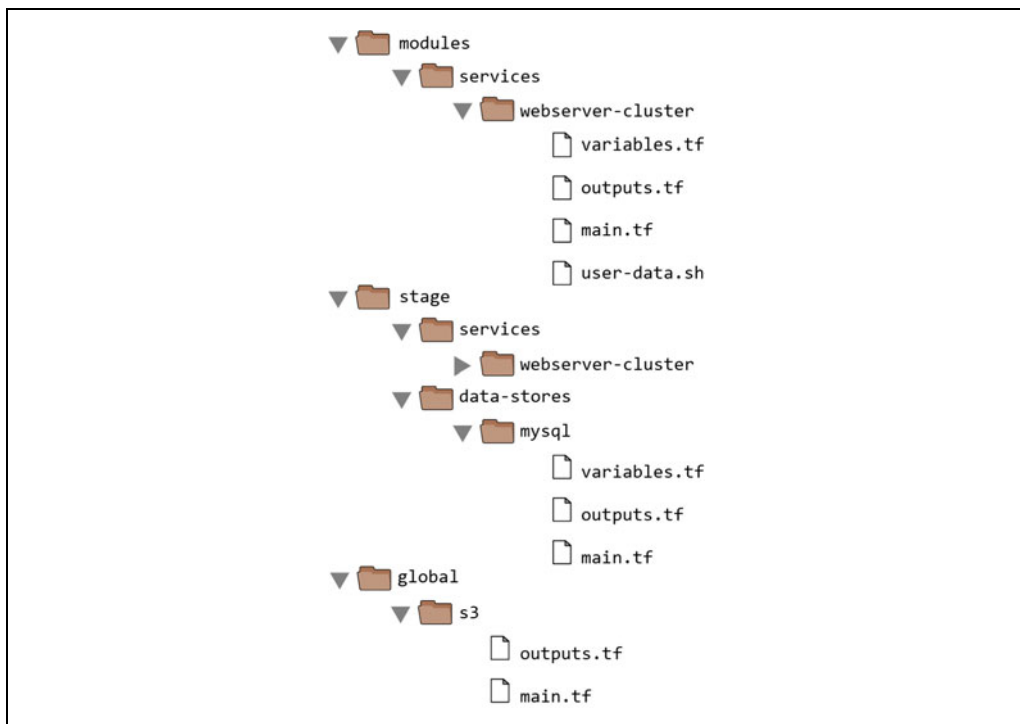 modules
services
webserver-cluster
variables.tf
outputs.tf
main.tf
user-data.sh
stage
services
webserver-cluster
data-stores
mysql
variables.tf
outputs.tf
main.tf
global
s3
outputs.tf
main.tf